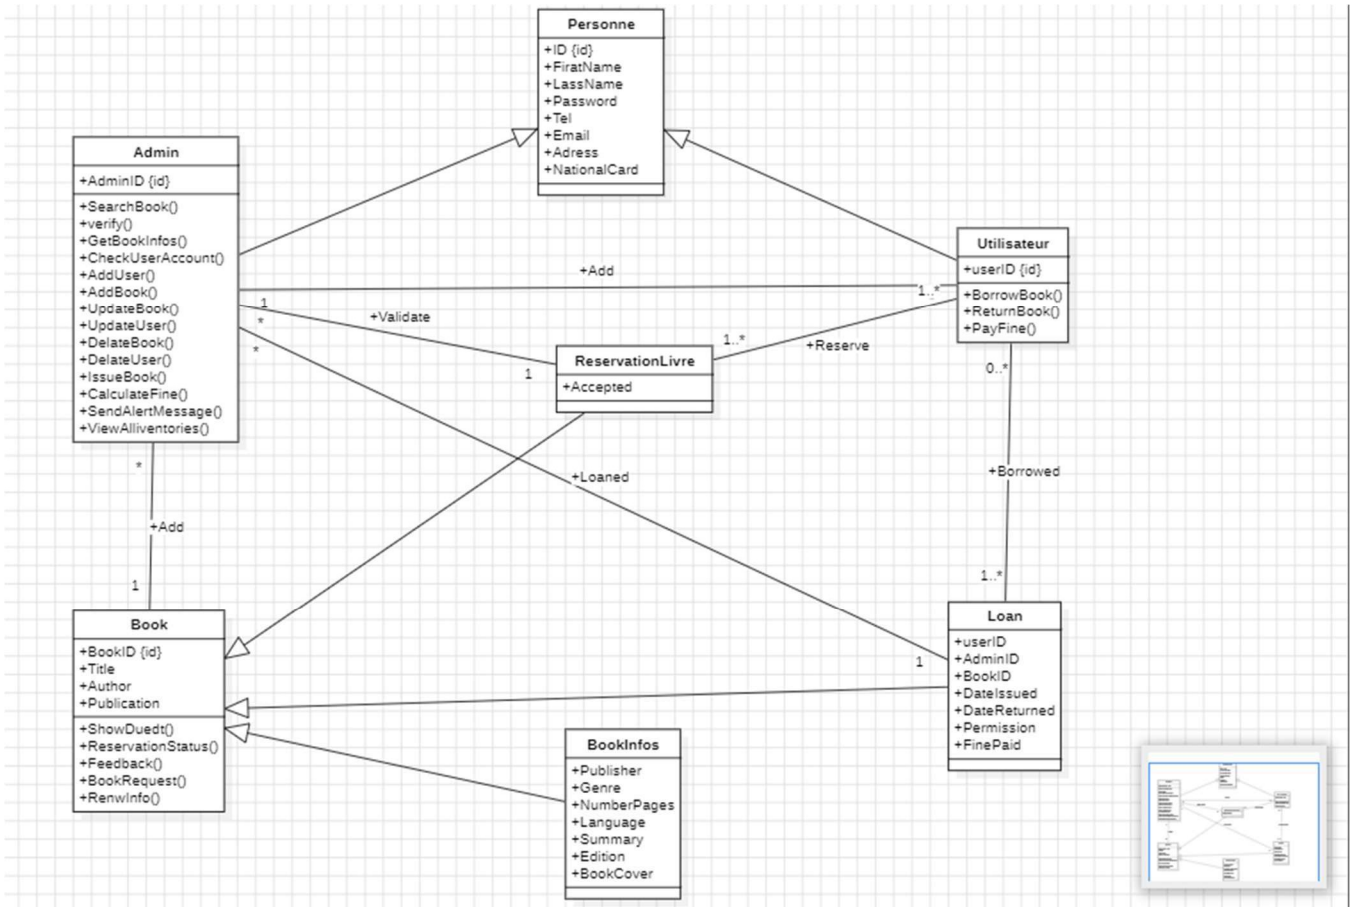 Personne
+ID {id}
+FiratName
+LassName
+Password
+Tel
+Email
+Adress
+NationalCard
Admin
+AdminID {id}
+SearchBook()
+verify()
+GetBookInfos()
+CheckUserAccount()
+AddUser()
+AddBook()
+UpdateBook()
+UpdateUser()
+DelateBook()
+DelateUser()
+IssueBook()
+CalculateFine()
+SendAlertMessage()
+ViewAlliventories()
Utilisateur
+userID {id}
+BorrowBook()
+ReturnBook()
+PayFine()
+Add
1
1..*
+Validate
*
1
1..*
+Reserve
ReservationLivre
+Accepted
*
+Loaned
1
0..*
+Borrowed
1..*
*
+Add
1
Book
+BookID {id}
+Title
+Author
+Publication
+ShowDuedt()
+ReservationStatus()
+Feedback()
+BookRequest()
+RenwInfo()
Loan
+userID
+AdminID
+BookID
+DateIssued
+DateReturned
+Permission
+FinePaid
BookInfos
+Publisher
+Genre
+NumberPages
+Language
+Summary
+Edition
+BookCover